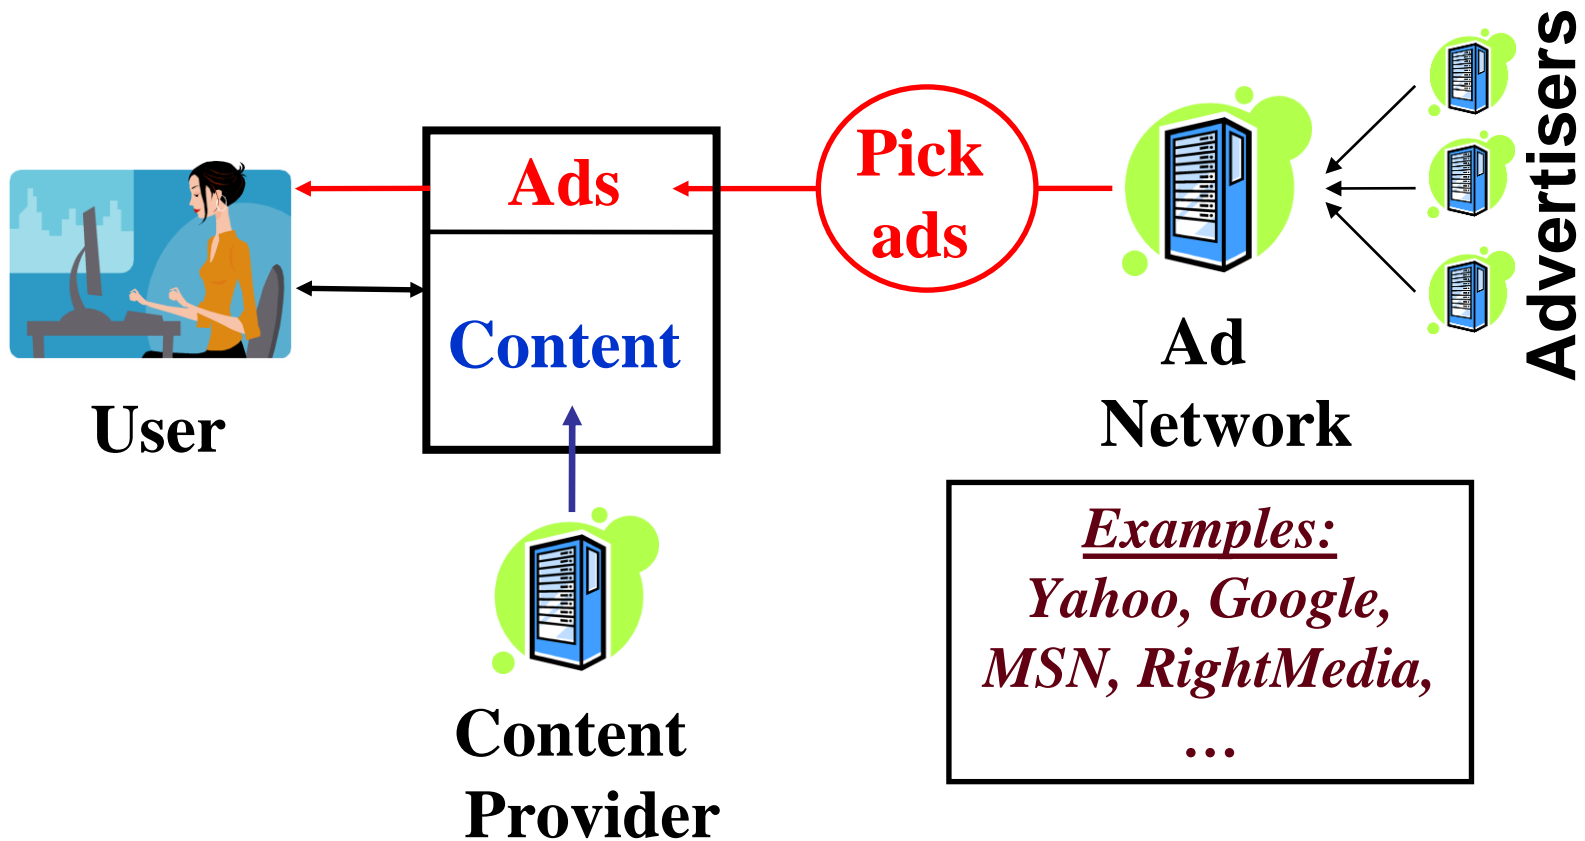 Ads
Content
User
Content
Provider
Pick
ads
Ad
Network
Advertisers
Examples:
Yahoo, Google,
MSN, RightMedia,
…